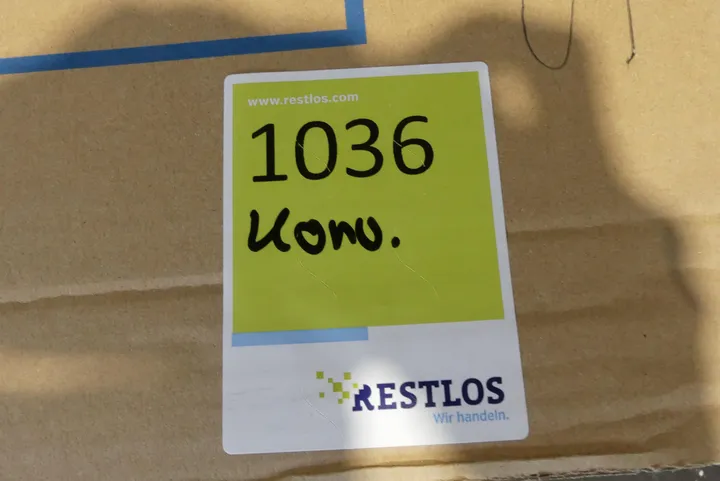 www.restlos.com
1036
Konv.
RESTLOS
Wir handeln.